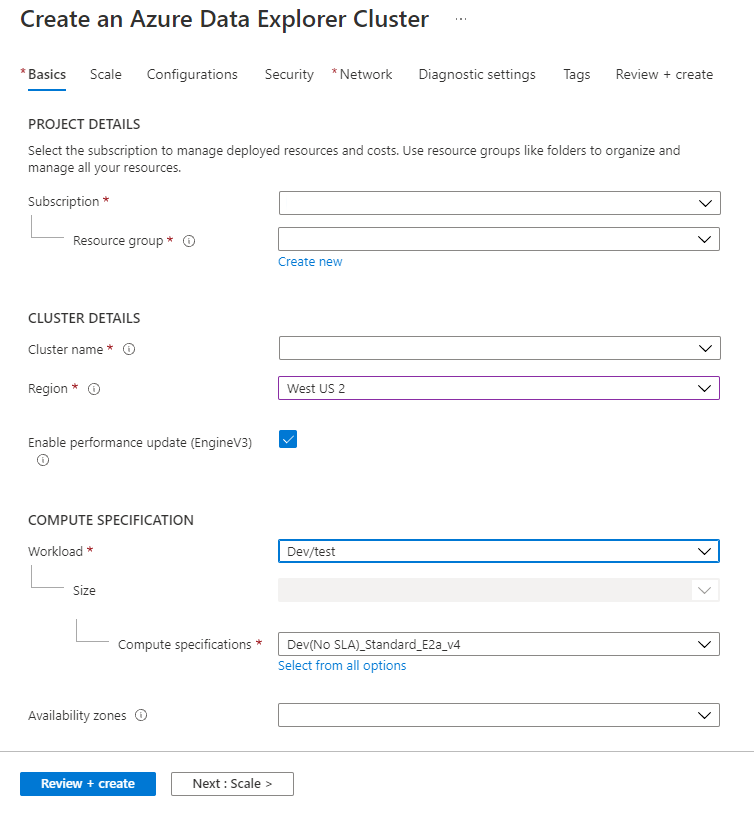 Create an Azure Data Explorer Cluster ...
* Basics Scale Configurations Security * Network Diagnostic settings Tags Review + create
PROJECT DETAILS
Select the subscription to manage deployed resources and costs. Use resource groups like folders to organize and
manage all your resources.
Subscription *
Resource group *
Create new
CLUSTER DETAILS
Cluster name *
Region * West US 2
Enable performance update (EngineV3)
COMPUTE SPECIFICATION
Workload * Dev/test
Size
Compute specifications * Dev(No SLA)_Standard_E2a_v4
Select from all options
Availability zones
Review + create Next : Scale >